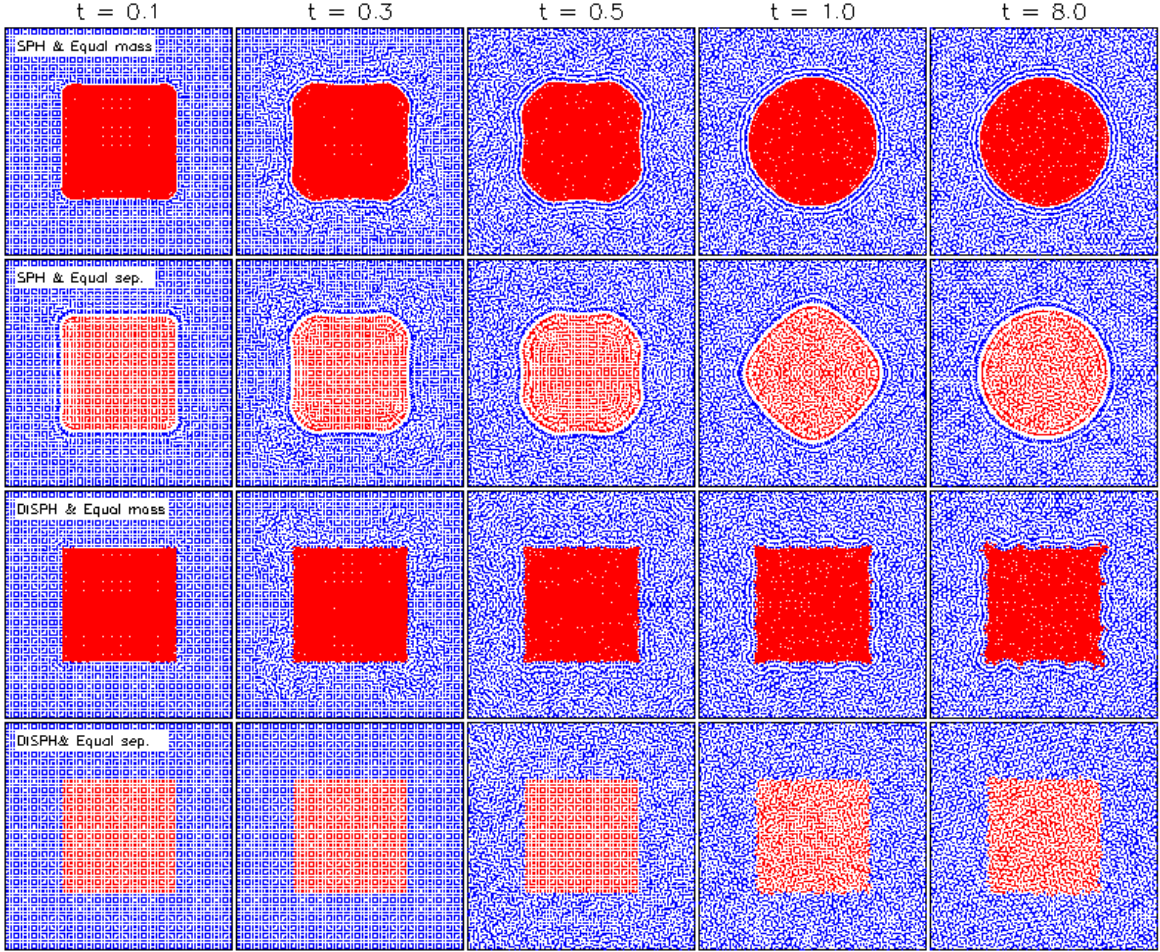 t = 0.1 t = 0.3 t = 0.5 t = 1.0 t = 8.0
SPH & Equal mass
SPH & Equal sep.
DISPH & Equal mass
DISPH& Equal sep.